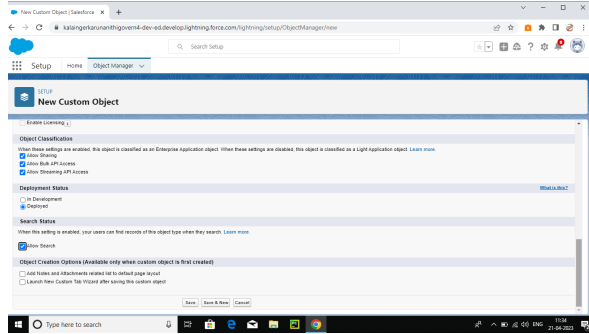 New Custom Object | Salesforce
kalaingerkarunanithigovern4-dev-ed.develop.lightning.force.com/lightning/setup/ObjectManager/new
Search Setup
Setup Home Object Manager
SETUP
New Custom Object
Enable Licensing
Object Classification
When these settings are enabled, this object is classified as an Enterprise Application object. When these settings are disabled, this object is classified as a Light Application object. Learn more
Allow Sharing
Allow Bulk API Access
Allow Streaming API Access
Deployment Status What is this?
In Development
Deployed
Search Status
When this setting is enabled, your users can find records of this object type when they search. Learn more
Allow Search
Object Creation Options (Available only when custom object is first created)
Add Notes and Attachments related list to default page layout
Launch New Custom Tab Wizard after saving this custom object
Save Save & New Cancel
Type here to search
ENG
11:34
21-04-2023